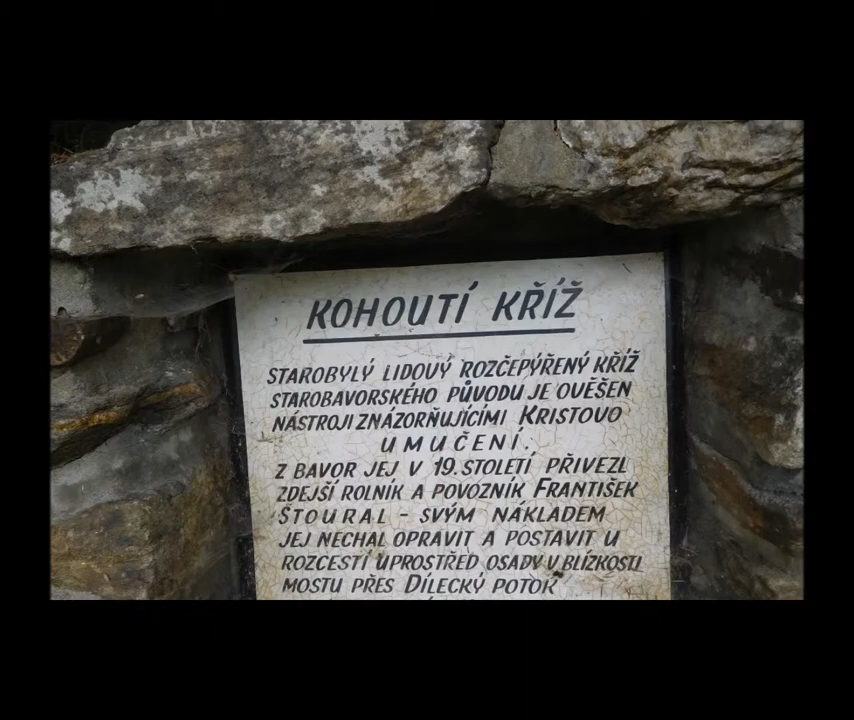 KOHOUTÍ KŘÍŽ
STAROBYLÝ LIDOVÝ ROZČEPÝŘENÝ KŘÍŽ
STAROBAVORSKÉHO PŮVODU JE OVĚŠEN
NÁSTROJI ZNÁZORŇUJÍCÍMI KRISTOVO
UMUČENÍ.
Z BAVOR JEJ V 19. STOLETÍ PŘIVEZL
ZDEJŠÍ ROLNÍK A POVOZNÍK FRANTIŠEK
ŠTOURAL - SVÝM NÁKLADEM
JEJ NECHAL OPRAVIT A POSTAVIT U
ROZCESTÍ UPROSTŘED OSADY V BLÍZKOSTI
MOSTU PŘES DÍLECKÝ POTOK